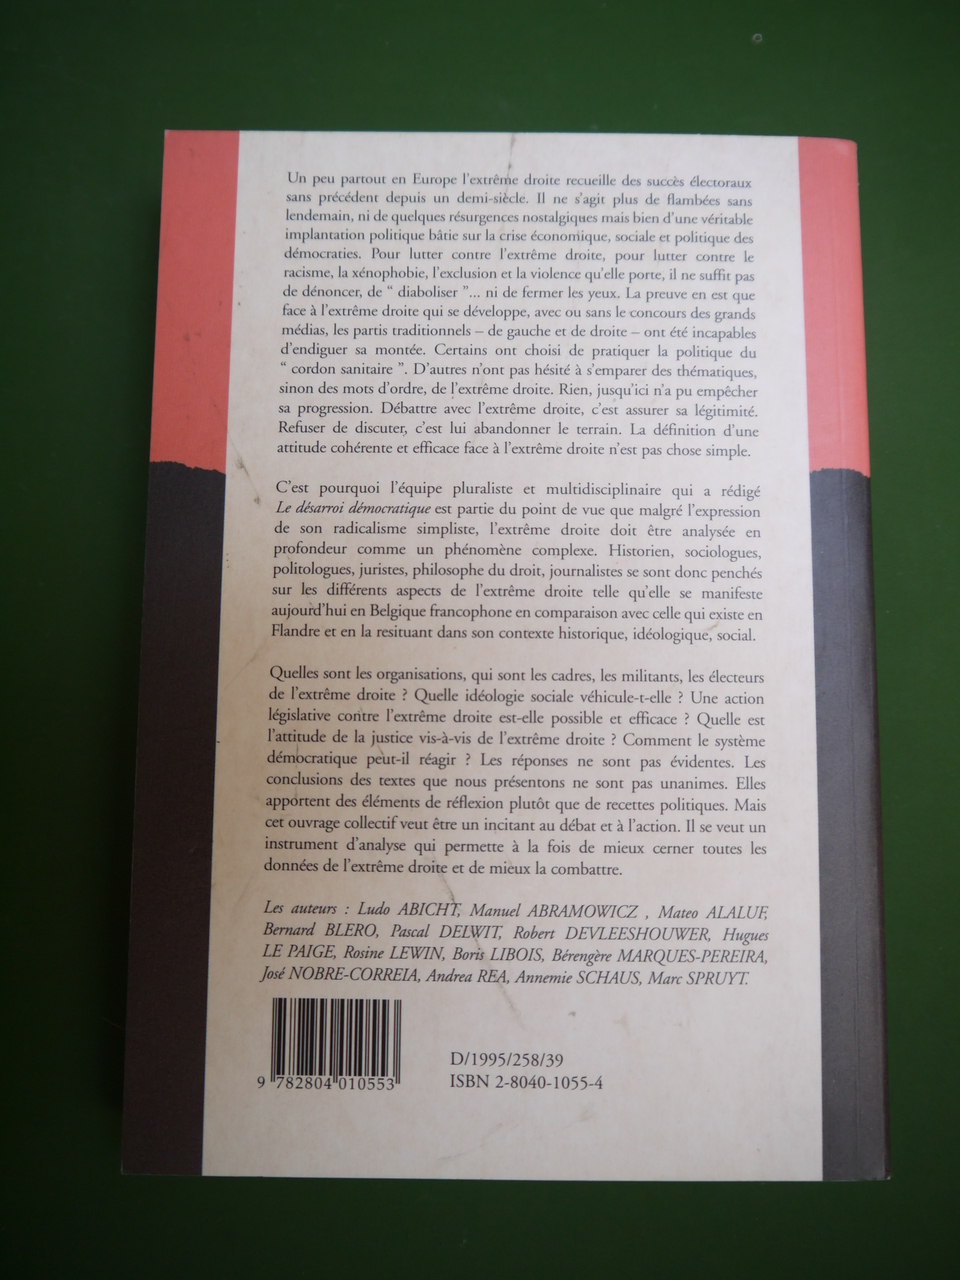 Un peu partout en Europe l'extrême droite recueille des succès électoraux
sans précédent depuis un demi-siècle. Il ne s'agit plus de flambées sans
lendemain, ni de quelques résurgences nostalgiques mais bien d'une véritable
implantation politique bâtie sur la crise économique, sociale et politique des
démocraties. Pour lutter contre l'extrême droite, pour lutter contre le
racisme, la xénophobie, l'exclusion et la violence qu'elle porte, il ne suffit pas
de dénoncer, de “ diaboliser ”... ni de fermer les yeux. La preuve en est que
face à l'extrême droite qui se développe, avec ou sans le concours des grands
médias, les partis traditionnels – de gauche et de droite – ont été incapables
d'endiguer sa montée. Certains ont choisi de pratiquer la politique du
“ cordon sanitaire ”. D'autres n'ont pas hésité à s'emparer des thématiques,
sinon des mots d'ordre, de l'extrême droite. Rien, jusqu'ici n'a pu empêcher
sa progression. Débattre avec l'extrême droite, c'est assurer sa légitimité.
Refuser de discuter, c'est lui abandonner le terrain. La définition d'une
attitude cohérente et efficace face à l'extrême droite n'est pas chose simple.
C'est pourquoi l'équipe pluraliste et multidisciplinaire qui a rédigé
Le désarroi démocratique est partie du point de vue que malgré l'expression
de son radicalisme simpliste, l'extrême droite doit être analysée en
profondeur comme un phénomène complexe. Historien, sociologues,
politologues, juristes, philosophe du droit, journalistes se sont donc penchés
sur les différents aspects de l'extrême droite telle qu'elle se manifeste
aujourd'hui en Belgique francophone en comparaison avec celle qui existe en
Flandre et en la resituant dans son contexte historique, idéologique, social.
Quelles sont les organisations, qui sont les cadres, les militants, les électeurs
de l'extrême droite ? Quelle idéologie sociale véhicule-t-elle ? Une action
législative contre l'extrême droite est-elle possible et efficace ? Quelle est
l'attitude de la justice vis-à-vis de l'extrême droite ? Comment le système
démocratique peut-il réagir ? Les réponses ne sont pas évidentes. Les
conclusions des textes que nous présentons ne sont pas unanimes. Elles
apportent des éléments de réflexion plutôt que de recettes politiques. Mais
cet ouvrage collectif veut être un incitant au débat et à l'action. Il se veut un
instrument d'analyse qui permette à la fois de mieux cerner toutes les
données de l'extrême droite et de mieux la combattre.
Les auteurs : Ludo ABICHT, Manuel ABRAMOWICZ , Mateo ALALUF,
Bernard BLERO, Pascal DELWIT, Robert DEVLEESHOUWER, Hugues
LE PAIGE, Rosine LEWIN, Boris LIBOIS, Bérengère MARQUES-PEREIRA,
José NOBRE-CORREIA, Andrea REA, Annemie SCHAUS, Marc SPRUYT.
D/1995/258/39
ISBN 2-8040-1055-4
9 782804 010553